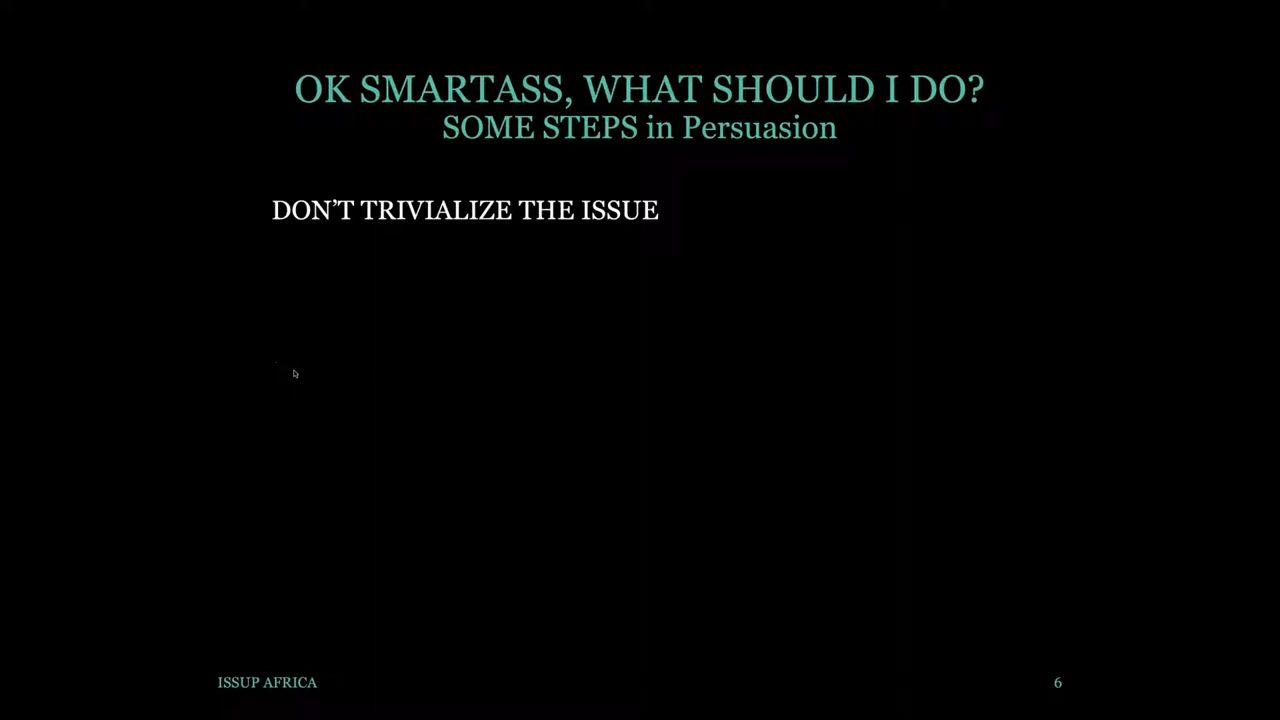 OK SMARTASS, WHAT SHOULD I DO?
SOME STEPS in Persuasion
DON’T TRIVIALIZE THE ISSUE
ISSUP AFRICA
6